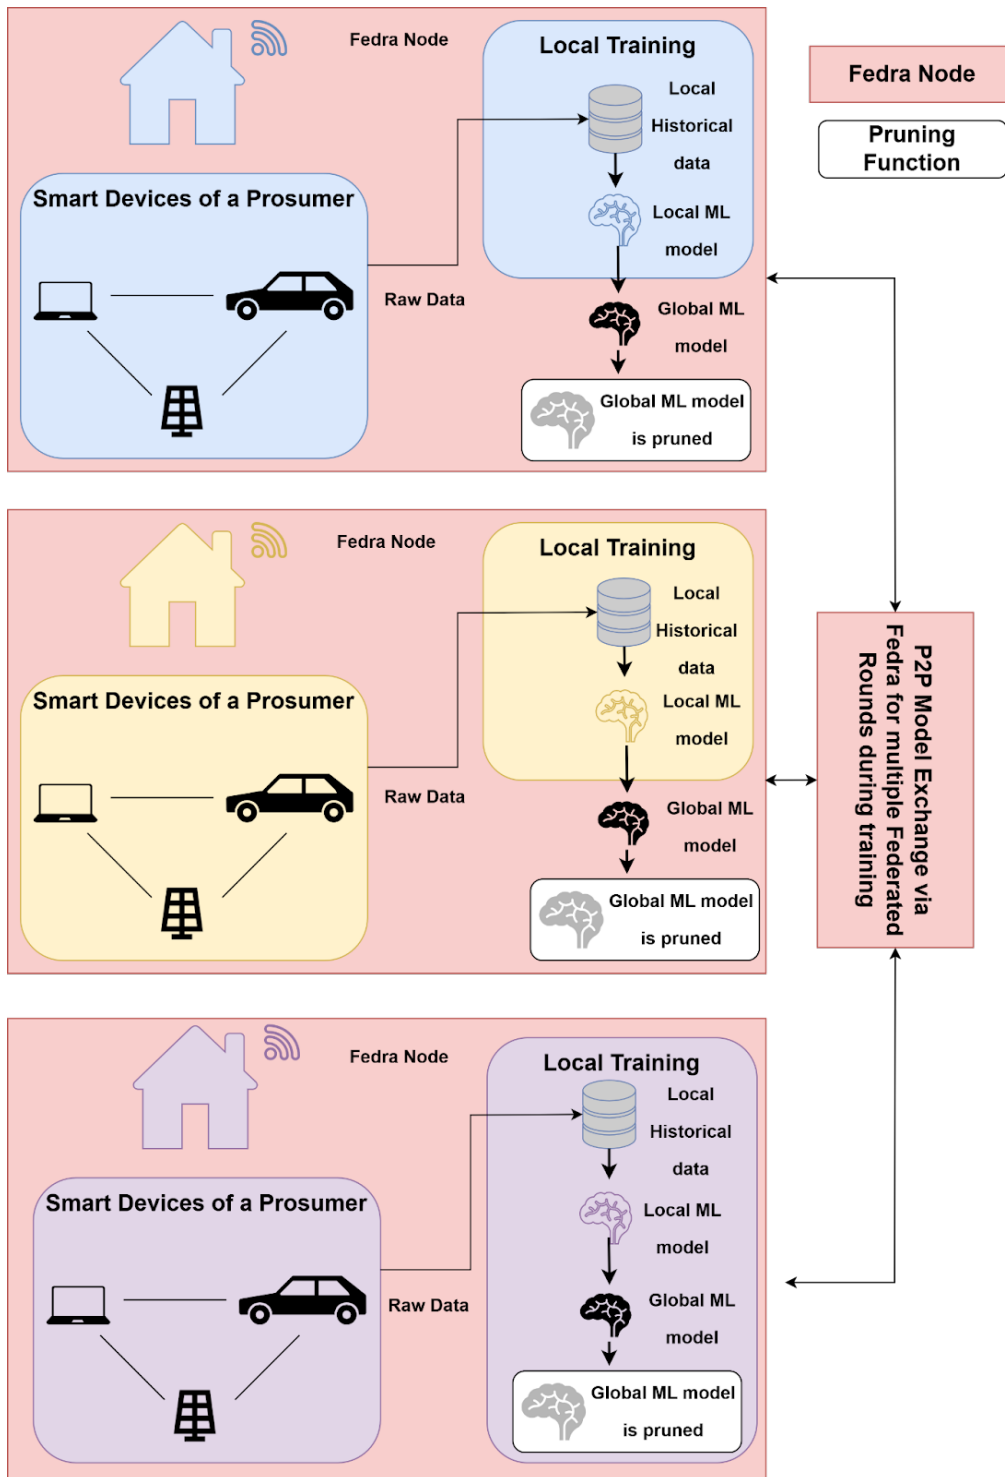 Fedra Node
Local Training
Local
Historical
data
Local ML
model
Smart Devices of a Prosumer
Raw Data
Global ML
model
Global ML model
is pruned
Fedra Node
Pruning
Function
Fedra Node
Local Training
Local
Historical
data
Local ML
model
Smart Devices of a Prosumer
Raw Data
Global ML
model
Global ML model
is pruned
P2P Model Exchange via
Fedra for multiple Federated
Rounds during training
Fedra Node
Local Training
Local
Historical
data
Local ML
model
Smart Devices of a Prosumer
Raw Data
Global ML
model
Global ML model
is pruned